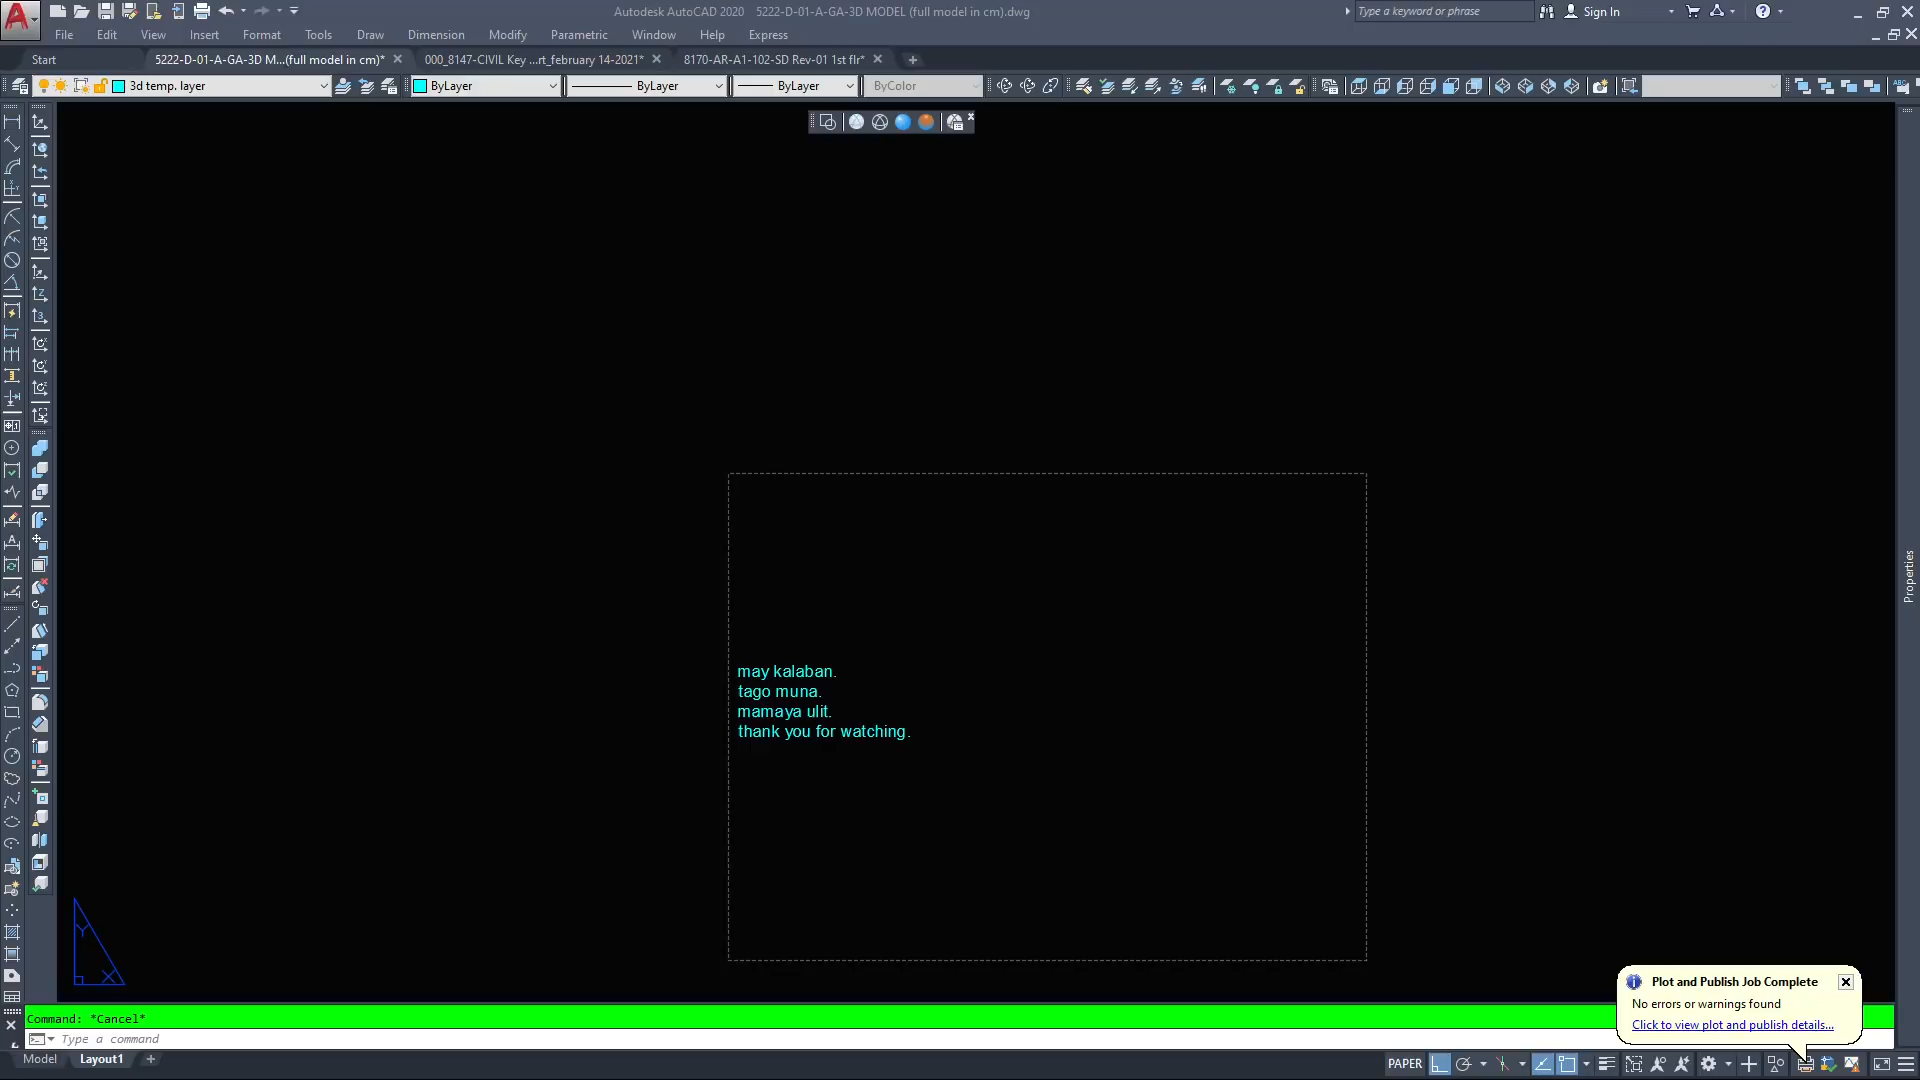 Autodesk AutoCAD 2020 5222-D-01-A-GA-3D MODEL (full model in cm).dwg
Type a keyword or phrase
Sign In
File Edit View Insert Format Tools Draw Dimension Modify Parametric Window Help Express
Start
5222-D-01-A-GA-3D M...(full model in cm)*
000_8147-CIVIL Key ...rt_february 14-2021*
8170-AR-A1-102-SD Rev-01 1st flr*
3d temp. layer
ByLayer
ByLayer
ByLayer
ByColor
Properties
may kalaban.
tago muna.
mamaya ulit.
thank you for watching.
Y
X
Plot and Publish Job Complete
No errors or warnings found
Click to view plot and publish details...
Command: *Cancel*
Type a command
Model Layout1
PAPER